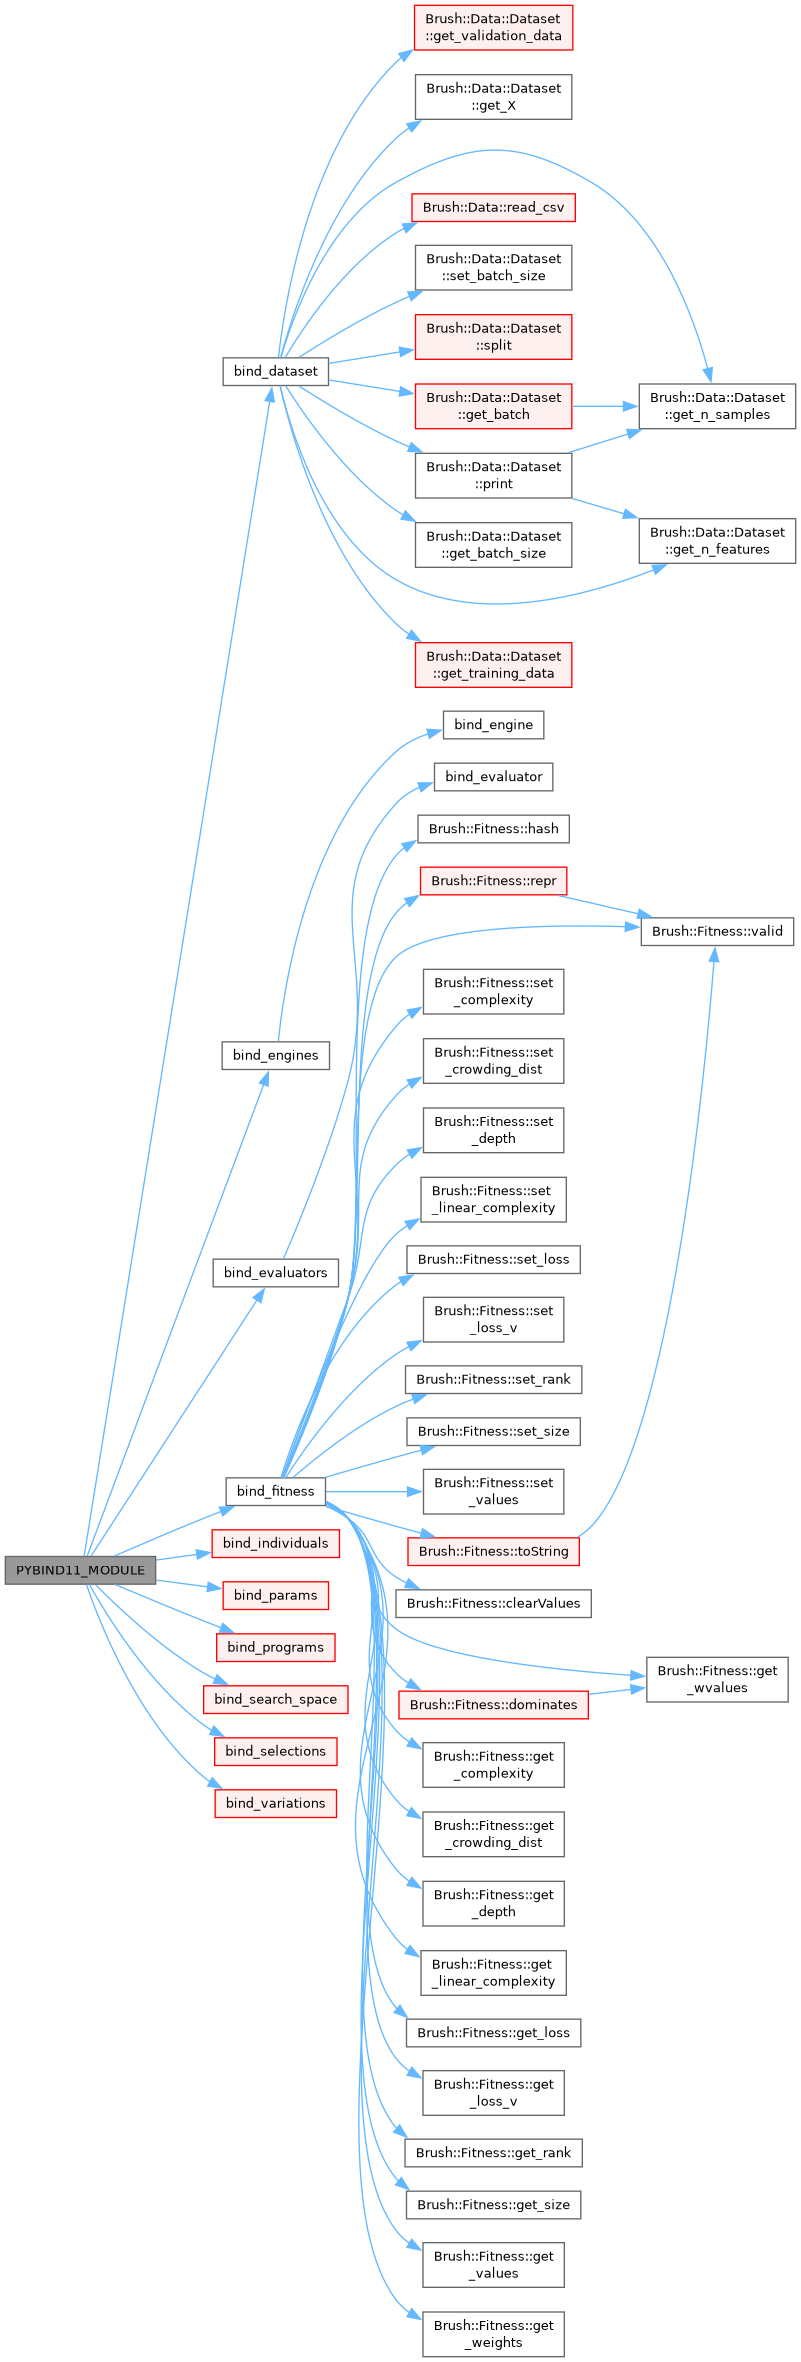 Brush::Data::Dataset
::get_validation_data
Brush::Data::Dataset
::get_X
Brush::Data::read_csv
Brush::Data::Dataset
::set_batch_size
Brush::Data::Dataset
::split
bind_dataset
Brush::Data::Dataset
::get_batch
Brush::Data::Dataset
::get_n_samples
Brush::Data::Dataset
::print
Brush::Data::Dataset
::get_batch_size
Brush::Data::Dataset
::get_n_features
Brush::Data::Dataset
::get_training_data
bind_engine
bind_evaluator
Brush::Fitness::hash
Brush::Fitness::repr
Brush::Fitness::valid
Brush::Fitness::set
_complexity
bind_engines
Brush::Fitness::set
_crowding_dist
Brush::Fitness::set
_depth
Brush::Fitness::set
_linear_complexity
Brush::Fitness::set_loss
bind_evaluators
Brush::Fitness::set
_loss_v
Brush::Fitness::set_rank
Brush::Fitness::set_size
bind_fitness
Brush::Fitness::set
_values
bind_individuals
Brush::Fitness::toString
PYBIND11_MODULE
bind_params
Brush::Fitness::clearValues
bind_programs
Brush::Fitness::get
_wvalues
bind_search_space
Brush::Fitness::dominates
bind_selections
Brush::Fitness::get
_complexity
bind_variations
Brush::Fitness::get
_crowding_dist
Brush::Fitness::get
_depth
Brush::Fitness::get
_linear_complexity
Brush::Fitness::get_loss
Brush::Fitness::get
_loss_v
Brush::Fitness::get_rank
Brush::Fitness::get_size
Brush::Fitness::get
_values
Brush::Fitness::get
_weights